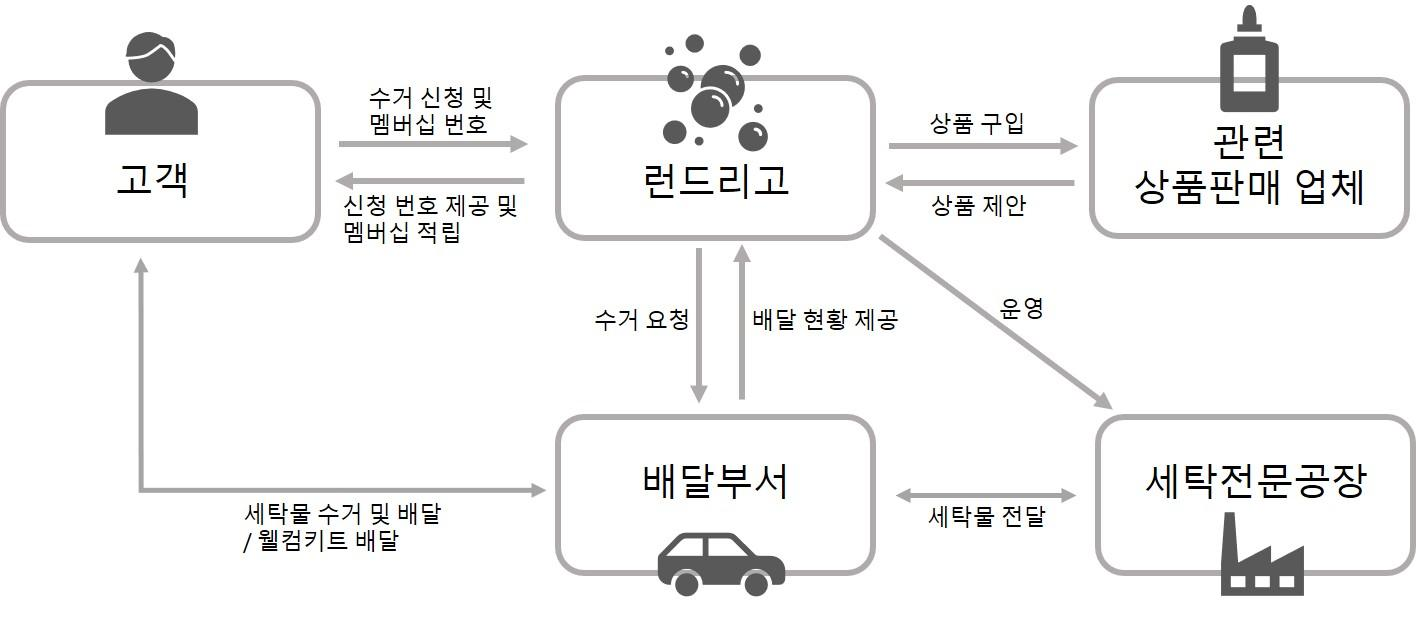 수거 신청 및
멤버십 번호
고객
신청 번호 제공 및
멤버십 적립
런드리고
상품 구입
상품 제안
관련
상품판매 업체
수거 요청
배달 현황 제공
운영
세탁물 수거 및 배달
/ 웰컴키트 배달
배달부서
세탁물 전달
세탁전문공장